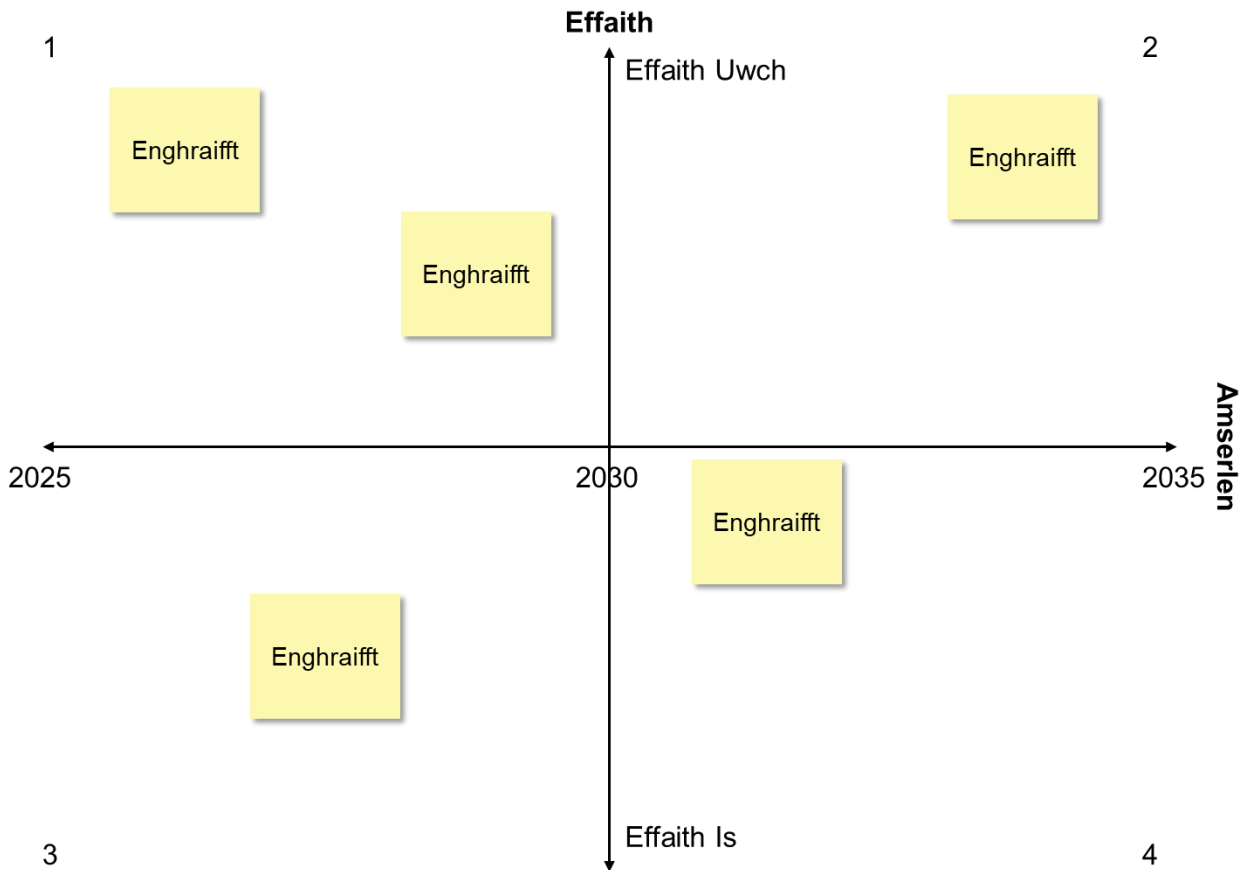 Effaith
1
2
Effaith Uwch
Enghraifft
Enghraifft
Enghraifft
Amserlen
2025
2030
2035
Enghraifft
Enghraifft
Effaith Is
3
4